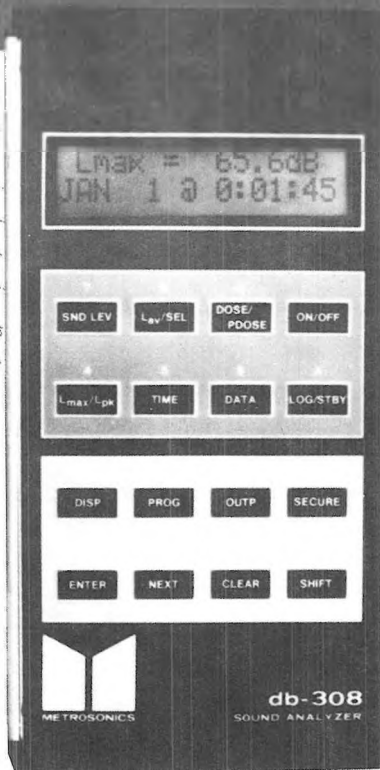 Lmax = 65.6dB
JAN 1 @ 0:01:45
SND LEV
Lav/SEL
DOSE/
PDOSE
ON/OFF
Lmax/Lpk
TIME
DATA
LOG/STBY
DISP
PROG
OUTP
SECURE
ENTER
NEXT
CLEAR
SHIFT
METROSONICS
db-308
SOUND ANALYZER